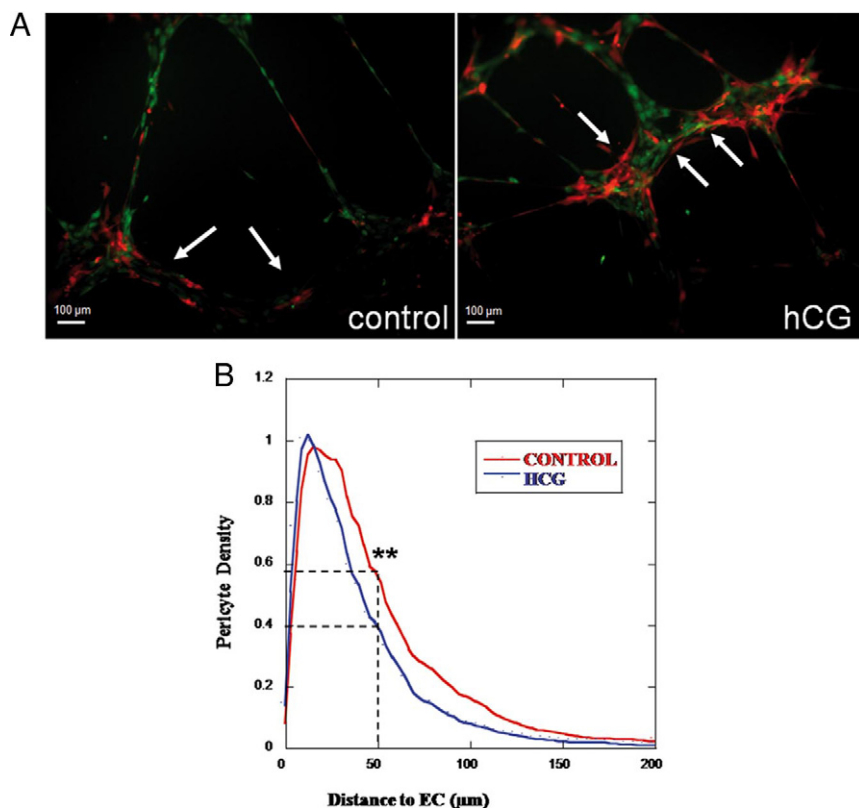 A
100 µm
control
100 µm
hCG
B
1.2
1
0.8
0.6
0.4
0.2
0
Pericyte Density
**
CONTROL
HCG
0
50
100
150
200
Distance to EC (µm)